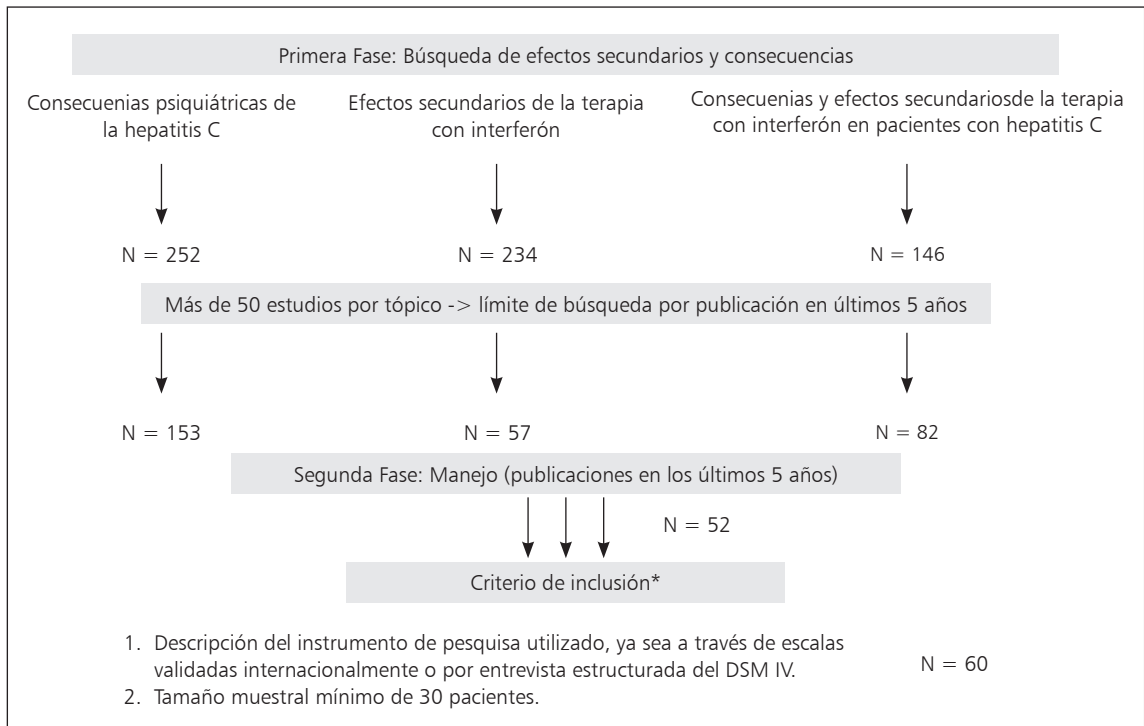 Primera Fase: Búsqueda de efectos secundarios y consecuencias
Consecuenias psiquiátricas de
la hepatitis C
Efectos secundarios de la terapia
con interferón
Consecuenias y efectos secundariosde la terapia
con interferón en pacientes con hepatitis C
N = 252
N = 234
N = 146
Más de 50 estudios por tópico -> límite de búsqueda por publicación en últimos 5 años
N = 153
N = 57
N = 82
Segunda Fase: Manejo (publicaciones en los últimos 5 años)
N = 52
Criterio de inclusión*
1. Descripción del instrumento de pesquisa utilizado, ya sea a través de escalas
validadas internacionalmente o por entrevista estructurada del DSM IV.
N = 60
2. Tamaño muestral mínimo de 30 pacientes.